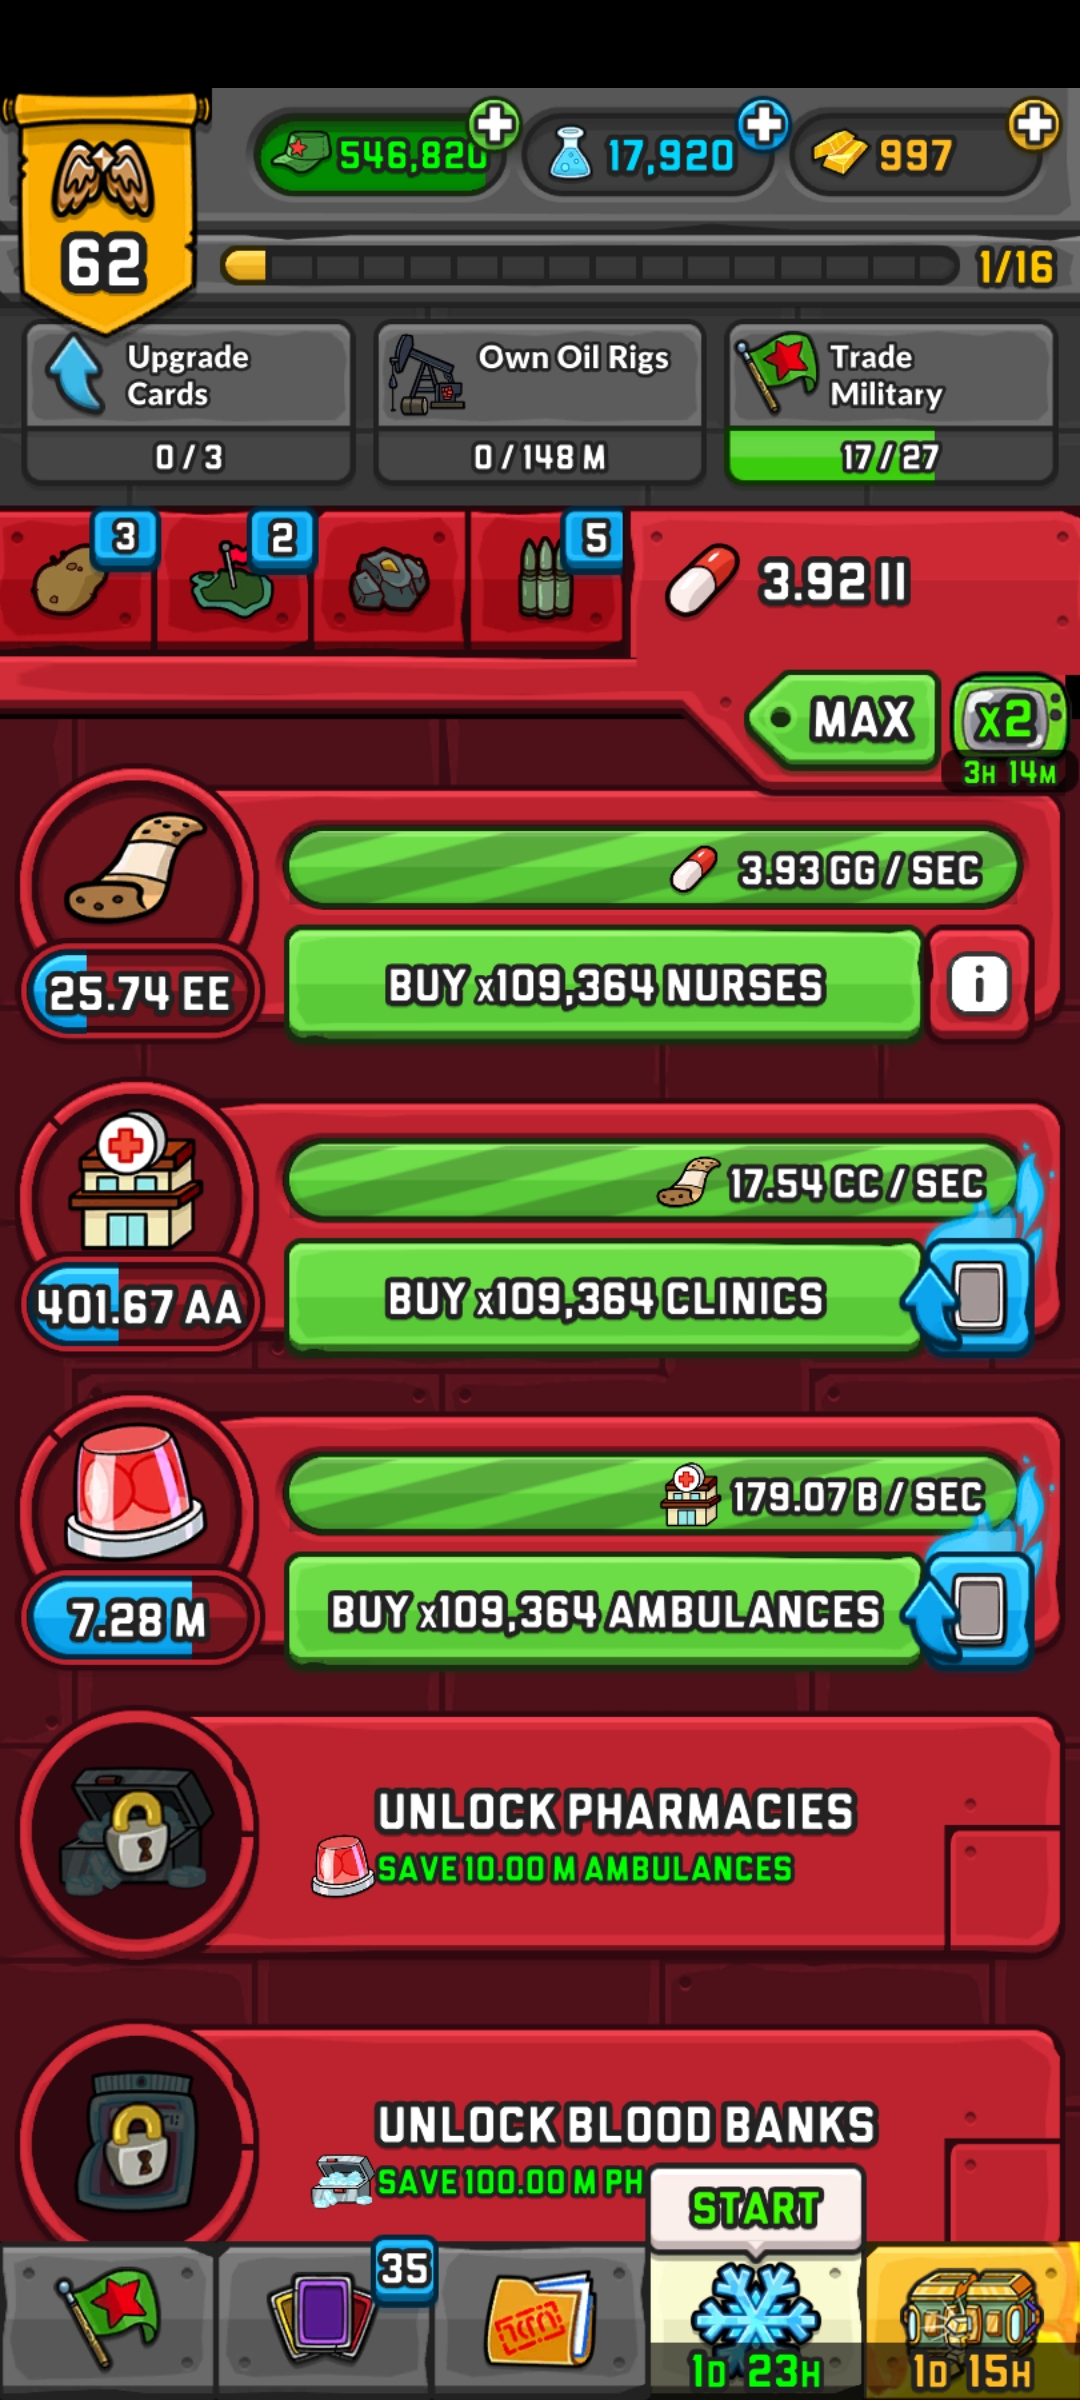 546,820
17,920
997
62
1/16
Upgrade
Cards
0 / 3
Own Oil Rigs
0 / 148 M
Trade
Military
17 / 27
3
2
5
3.92 II
MAX
x2
3H 14M
3.93 GG / SEC
25.74 EE
BUY x109,364 NURSES
i
17.54 CC / SEC
401.67 AA
BUY x109,364 CLINICS
179.07 B / SEC
7.28 M
BUY x109,364 AMBULANCES
UNLOCK PHARMACIES
SAVE 10.00 M AMBULANCES
UNLOCK BLOOD BANKS
SAVE 100.00 M PH
START
35
1D 23H
1D 15H